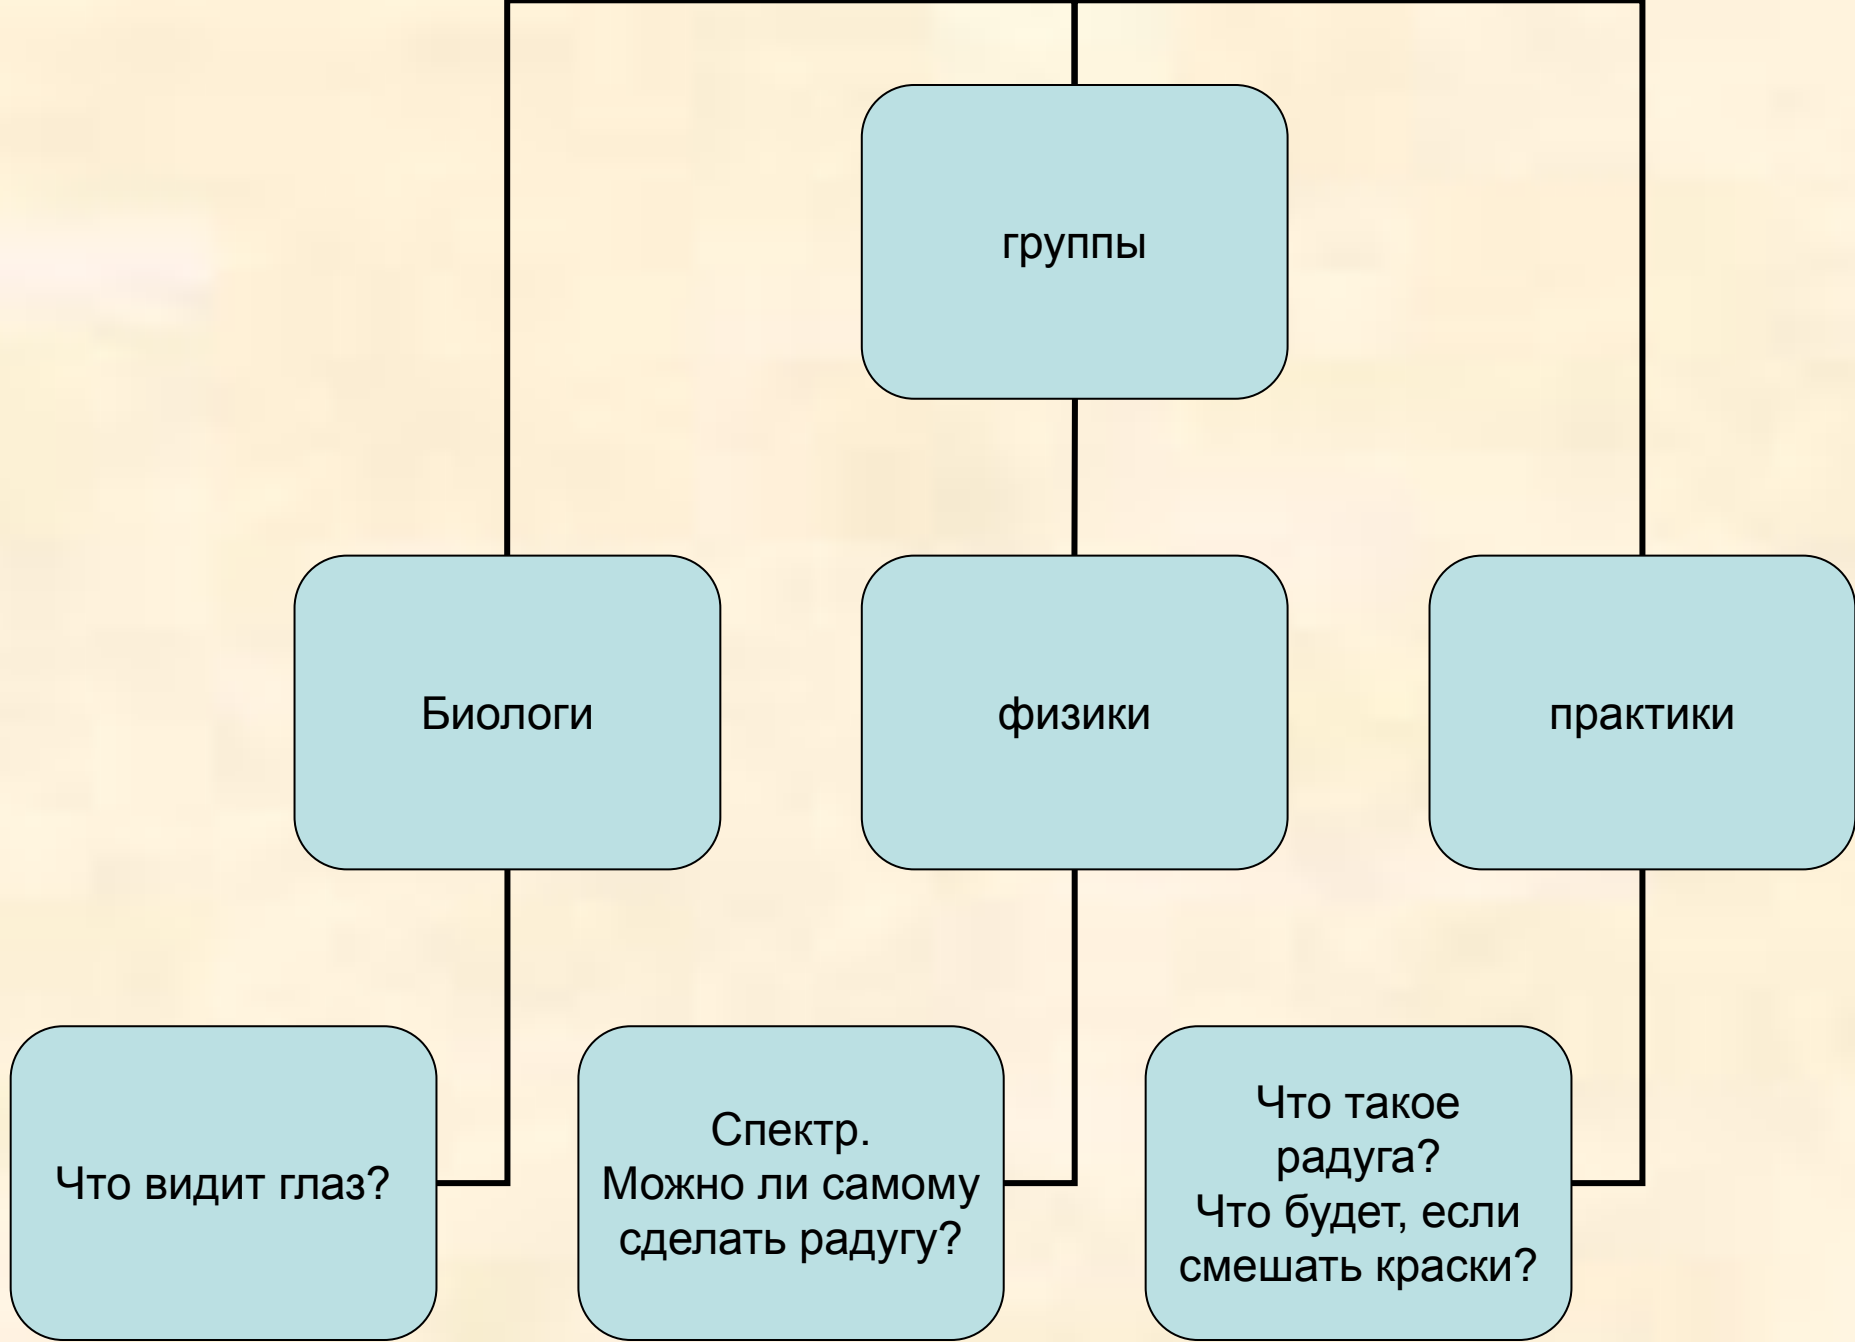 группы
Биологи
физики
практики
Что видит глаз?
Спектр.
Можно ли самому
сделать радугу?
Что такое
радуга?
Что будет, если
смешать краски?